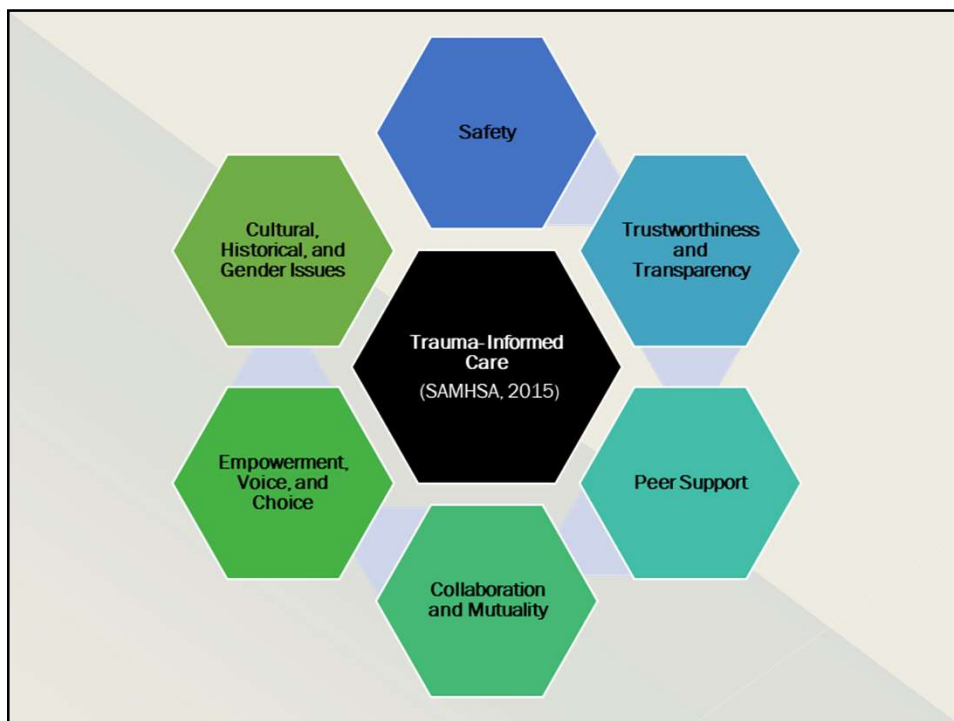 Safety
Trustworthiness
and
Transparency
Peer Support
Collaboration
and Mutuality
Empowerment,
Voice, and
Choice
Cultural,
Historical, and
Gender Issues
Trauma-Informed
Care
(SAMHSA, 2015)